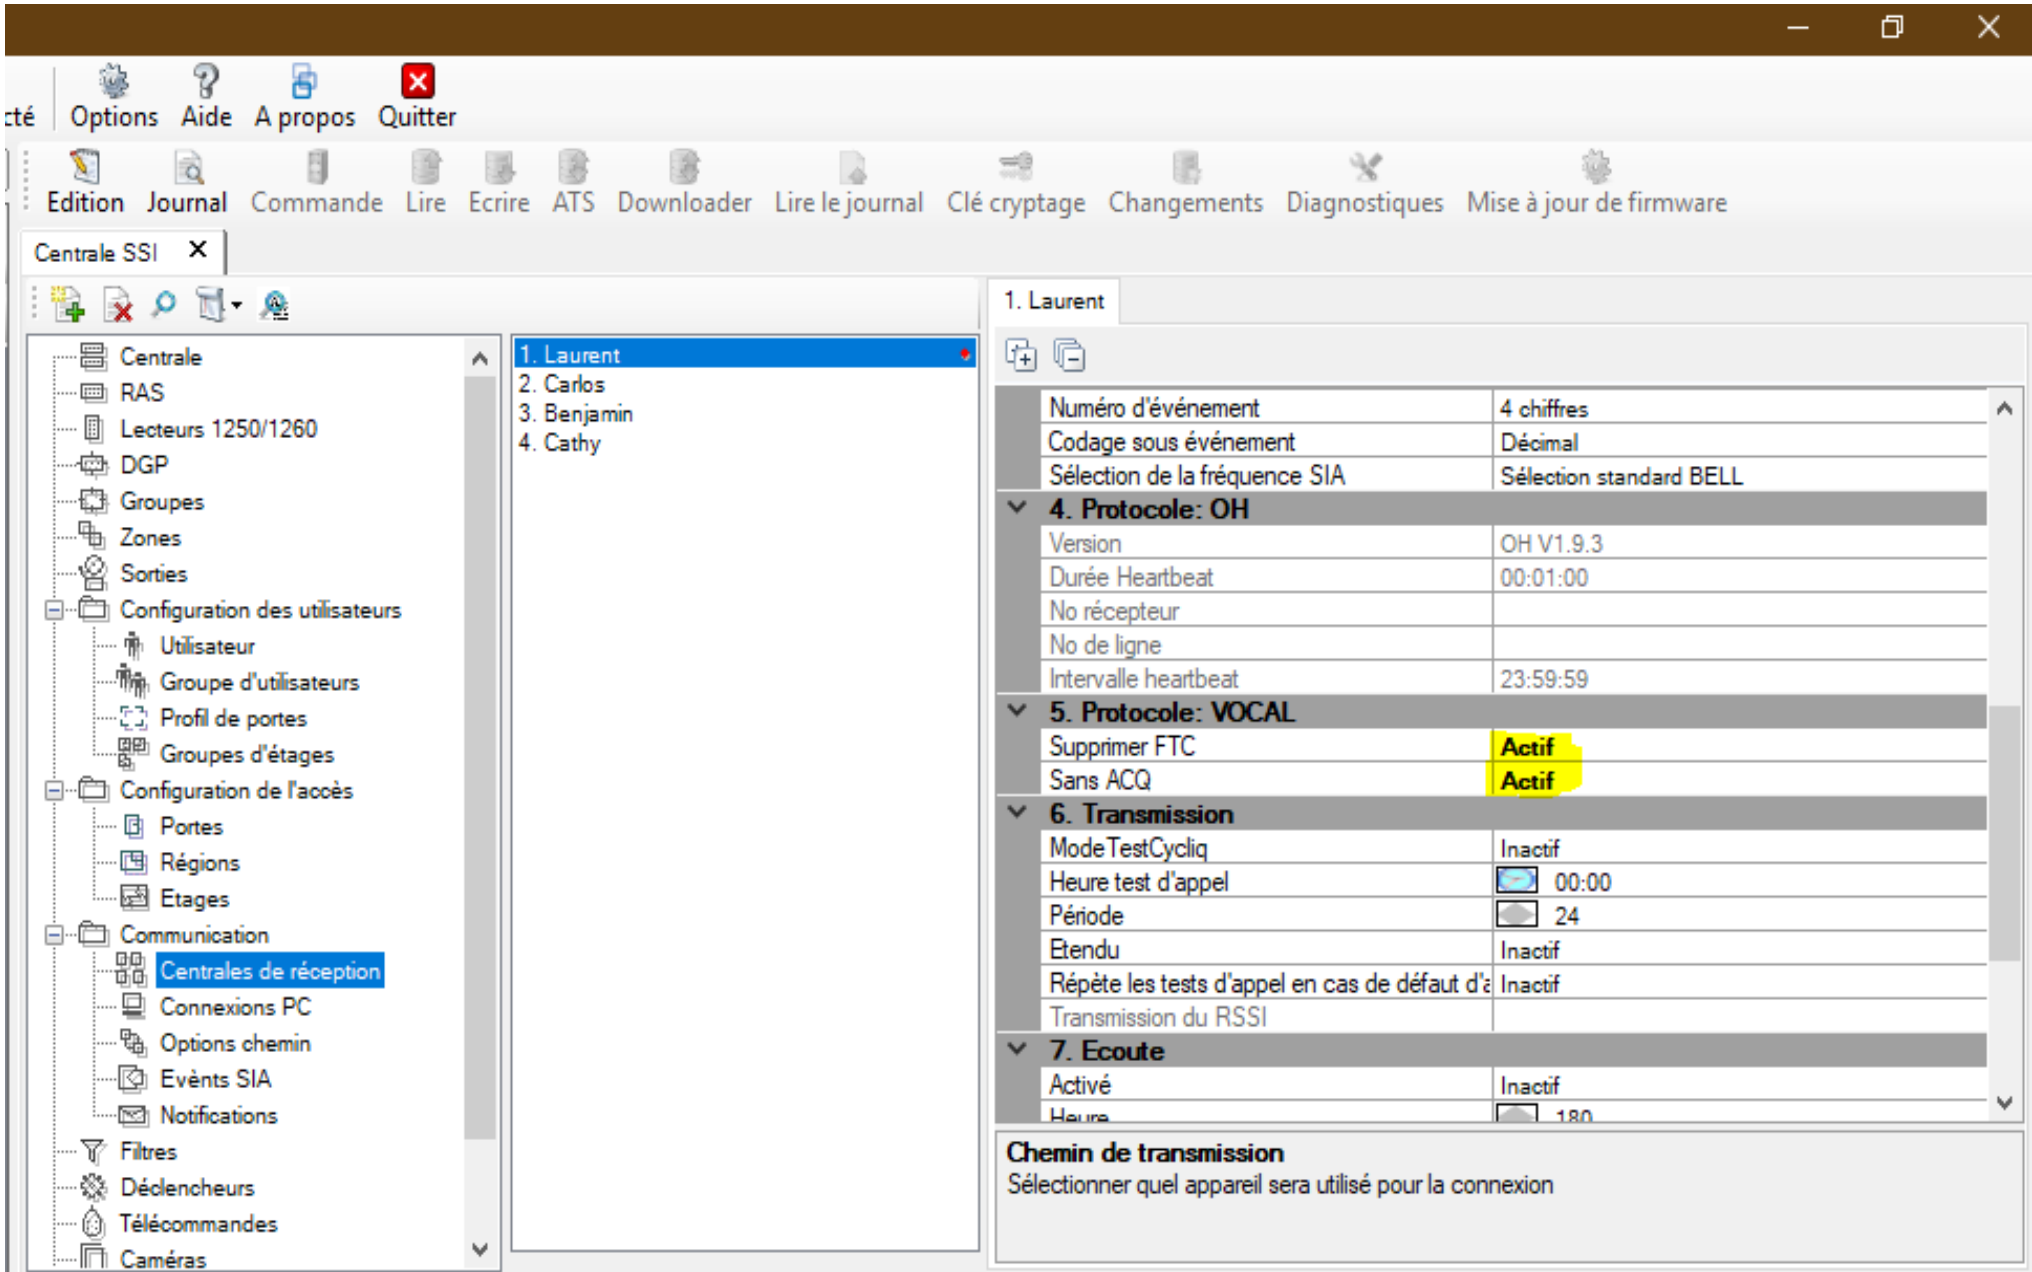 cté Options Aide A propos Quitter
Edition Journal Commande Lire Ecrire ATS Downloader Lire le journal Clé cryptage Changements Diagnostiques Mise à jour de firmware
Centrale SSI
Centrale
RAS
Lecteurs 1250/1260
DGP
Groupes
Zones
Sorties
Configuration des utilisateurs
Utilisateur
Groupe d'utilisateurs
Profil de portes
Groupes d'étages
Configuration de l'accès
Portes
Régions
Etages
Communication
Centrales de réception
Connexions PC
Options chemin
Evènts SIA
Notifications
Filtres
Déclencheurs
Télécommandes
Caméras
1. Laurent
2. Carlos
3. Benjamin
4. Cathy
1. Laurent
Numéro d'événement 4 chiffres
Codage sous événement Décimal
Sélection de la fréquence SIA Sélection standard BELL
4. Protocole: OH
Version OH V1.9.3
Durée Heartbeat 00:01:00
No récepteur
No de ligne
Intervalle heartbeat 23:59:59
5. Protocole: VOCAL
Supprimer FTC Actif
Sans ACQ Actif
6. Transmission
ModeTestCycliq Inactif
Heure test d'appel 00:00
Période 24
Etendu Inactif
Répète les tests d'appel en cas de défaut d'a Inactif
Transmission du RSSI
7. Ecoute
Activé Inactif
Heure 180
Chemin de transmission
Sélectionner quel appareil sera utilisé pour la connexion